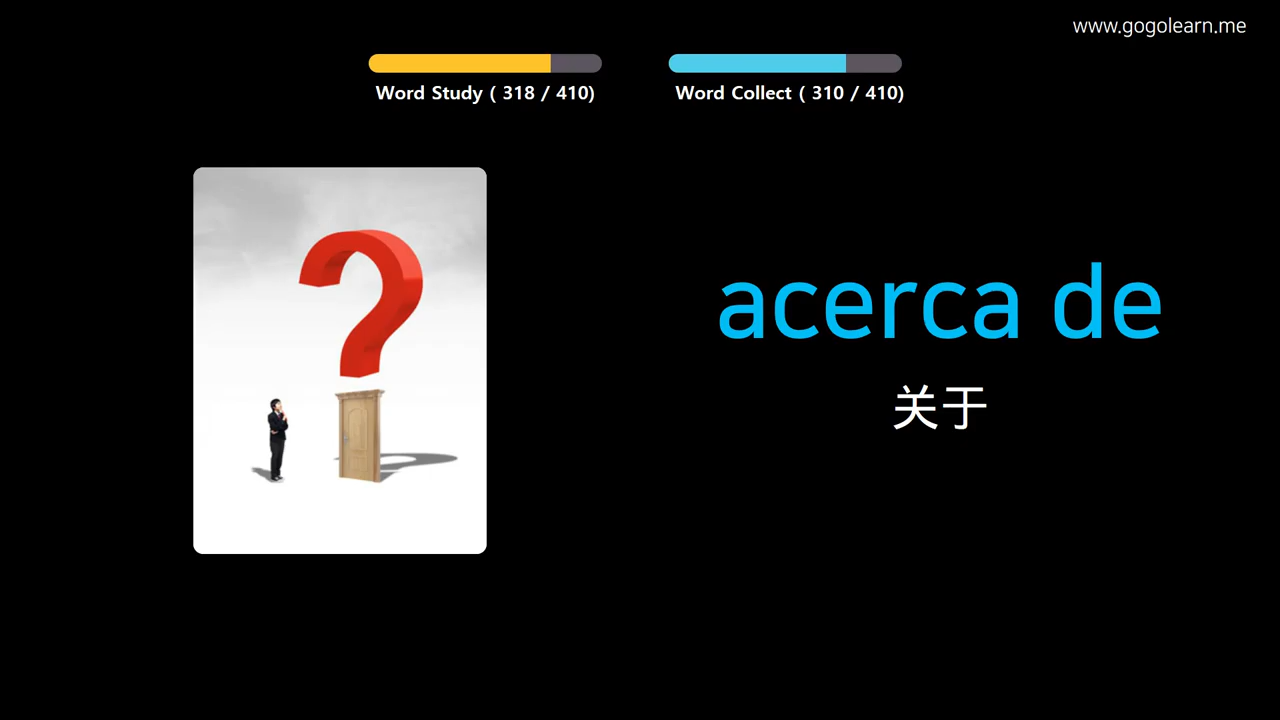 www.gogolearn.me
Word Study ( 318 / 410)
Word Collect ( 310 / 410)
acerca de
关于